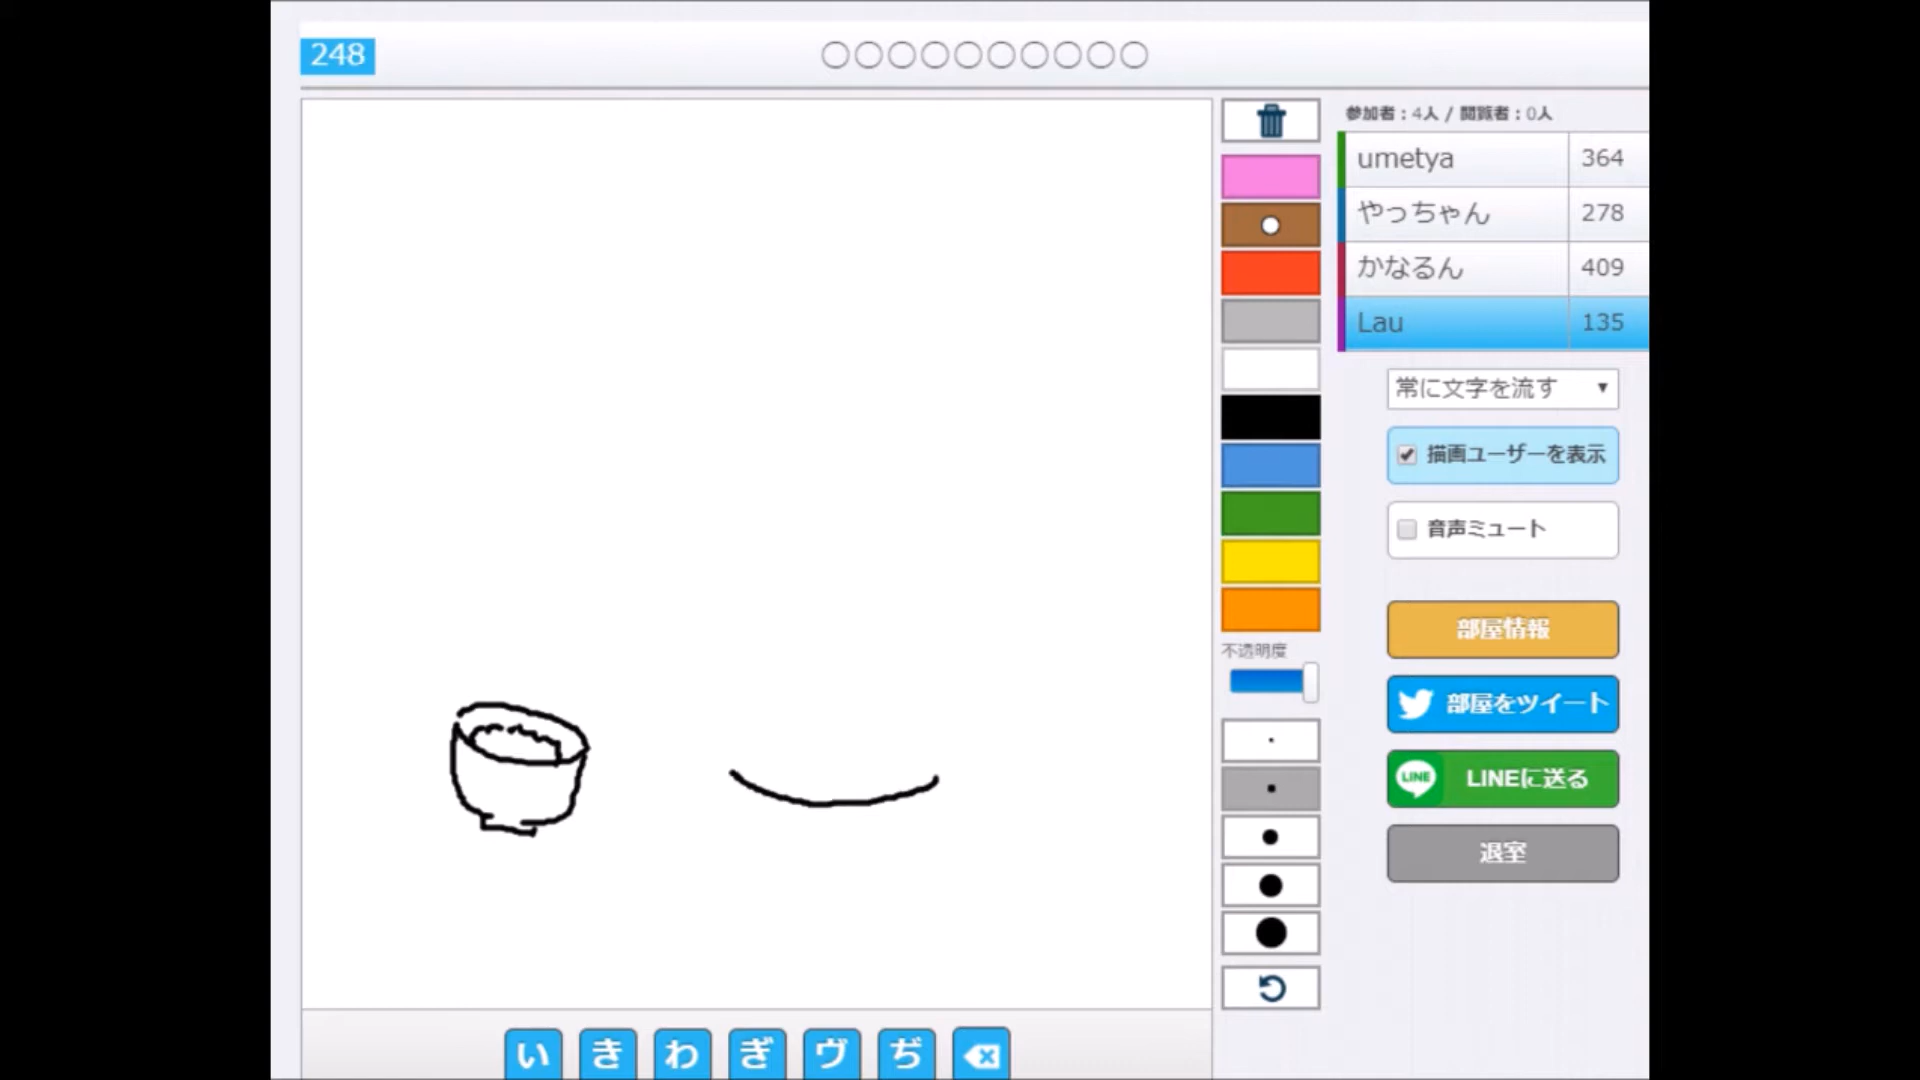 248
〇〇〇〇〇〇〇〇〇〇
参加者：4人 / 閲覧者：0人
umetya 364
やっちゃん 278
かなるん 409
Lau 135
常に文字を流す
描画ユーザーを表示
音声ミュート
不透明度
部屋情報
部屋をツイート
LINE LINEに送る
退室
い き わ ぎ ヴ ぢ